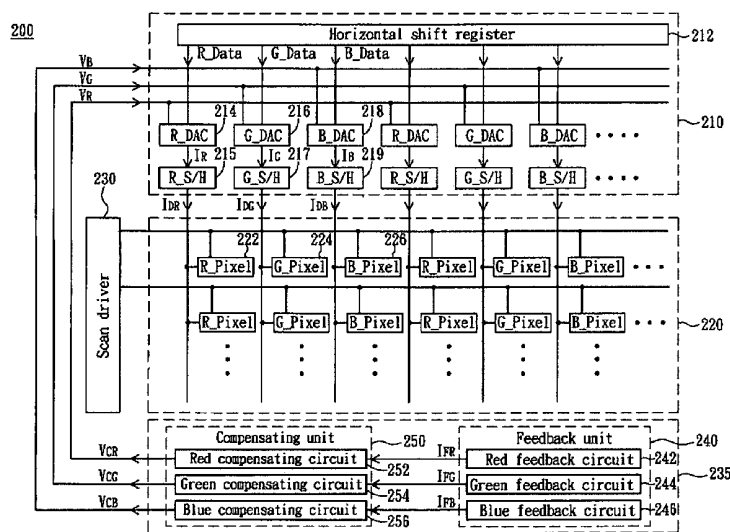 200
Horizontal shift register
212
R_Data G_Data B_Data
VB
VG
VR
214 216 218
R_DAC G_DAC B_DAC R_DAC G_DAC B_DAC
210
IR 215 IG 217 IB 219
R_S/H G_S/H B_S/H R_S/H G_S/H B_S/H
230
IDR IDG IDB
222 224 226
R_Pixel G_Pixel B_Pixel R_Pixel G_Pixel B_Pixel
Scan driver
R_Pixel G_Pixel B_Pixel R_Pixel G_Pixel B_Pixel
220
Compensating unit 250 Feedback unit 240
VCR Red compensating circuit 252 IFR Red feedback circuit 242
235
VCG Green compensating circuit 254 IFG Green feedback circuit 244
VCB Blue compensating circuit 256 IFB Blue feedback circuit 246